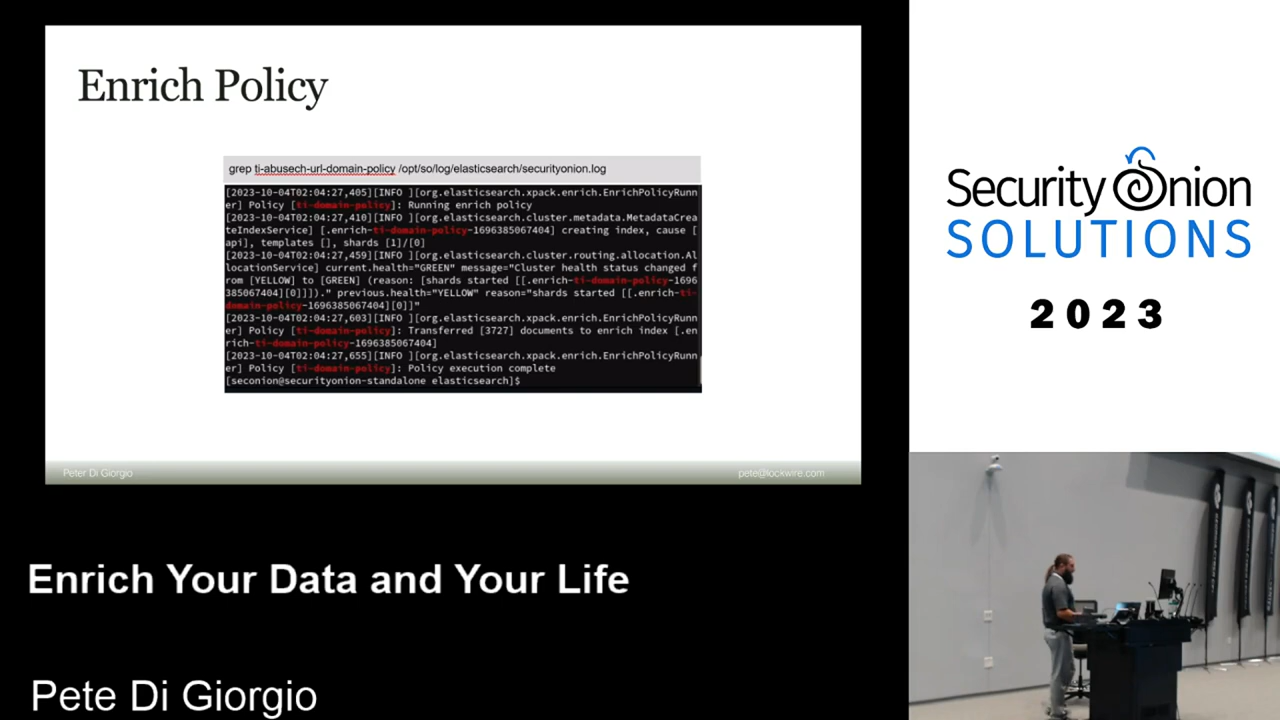 Enrich Policy
grep ti-abusech-url-domain-policy /opt/so/log/elasticsearch/securityonion.log
[2023-10-04T02:04:27,405][INFO ][org.elasticsearch.xpack.enrich.EnrichPolicyRunn
er] Policy [ti-domain-policy]: Running enrich policy
[2023-10-04T02:04:27,410][INFO ][org.elasticsearch.cluster.metadata.MetadataCrea
teIndexService] [.enrich-ti-domain-policy-1696385067404] creating index, cause [
api], templates [], shards [1]/[0]
[2023-10-04T02:04:27,459][INFO ][org.elasticsearch.cluster.routing.allocation.Al
locationService] current.health="GREEN" message="Cluster health status changed f
rom [YELLOW] to [GREEN] (reason: [shards started [[.enrich-ti-domain-policy-1696
385067404][0]]])." previous.health="YELLOW" reason="shards started [[.enrich-ti-
domain-policy-1696385067404][0]]"
[2023-10-04T02:04:27,603][INFO ][org.elasticsearch.xpack.enrich.EnrichPolicyRunn
er] Policy [ti-domain-policy]: Transferred [3727] documents to enrich index [.en
rich-ti-domain-policy-1696385067404]
[2023-10-04T02:04:27,655][INFO ][org.elasticsearch.xpack.enrich.EnrichPolicyRunn
er] Policy [ti-domain-policy]: Policy execution complete
[seconion@securityonion-standalone elasticsearch]$
Peter Di Giorgio
pete@lockwire.com
Security Onion
SOLUTIONS
2023
Enrich Your Data and Your Life
Pete Di Giorgio